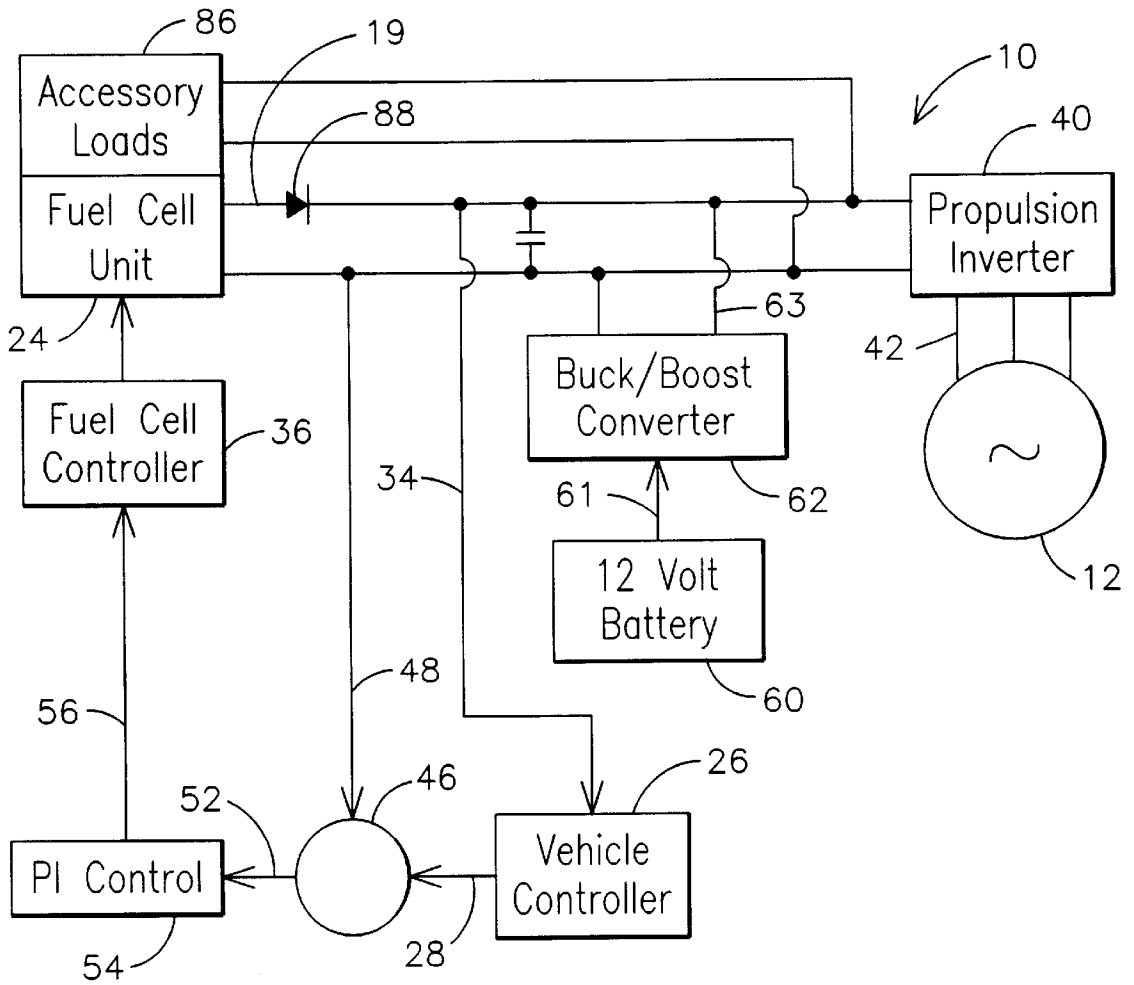 86
19
10
Accessory
Loads
88
40
Fuel Cell
Unit
Propulsion
Inverter
24
63
42
Buck/Boost
Converter
Fuel Cell
Controller
36
34
61
62
12 Volt
Battery
12
60
48
56
26
46
52
Vehicle
Controller
PI Control
28
54